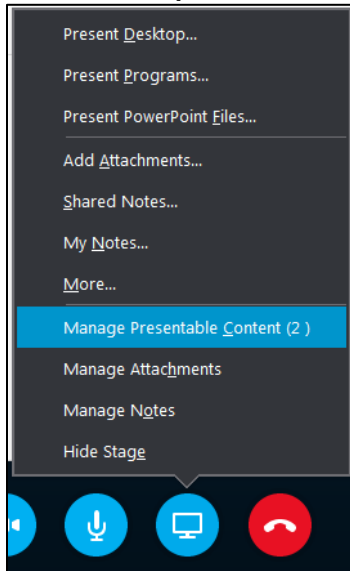 Present Desktop...
Present Programs...
Present PowerPoint Files...
Add Attachments...
Shared Notes...
My Notes...
More...
Manage Presentable Content (2 )
Manage Attachments
Manage Notes
Hide Stage